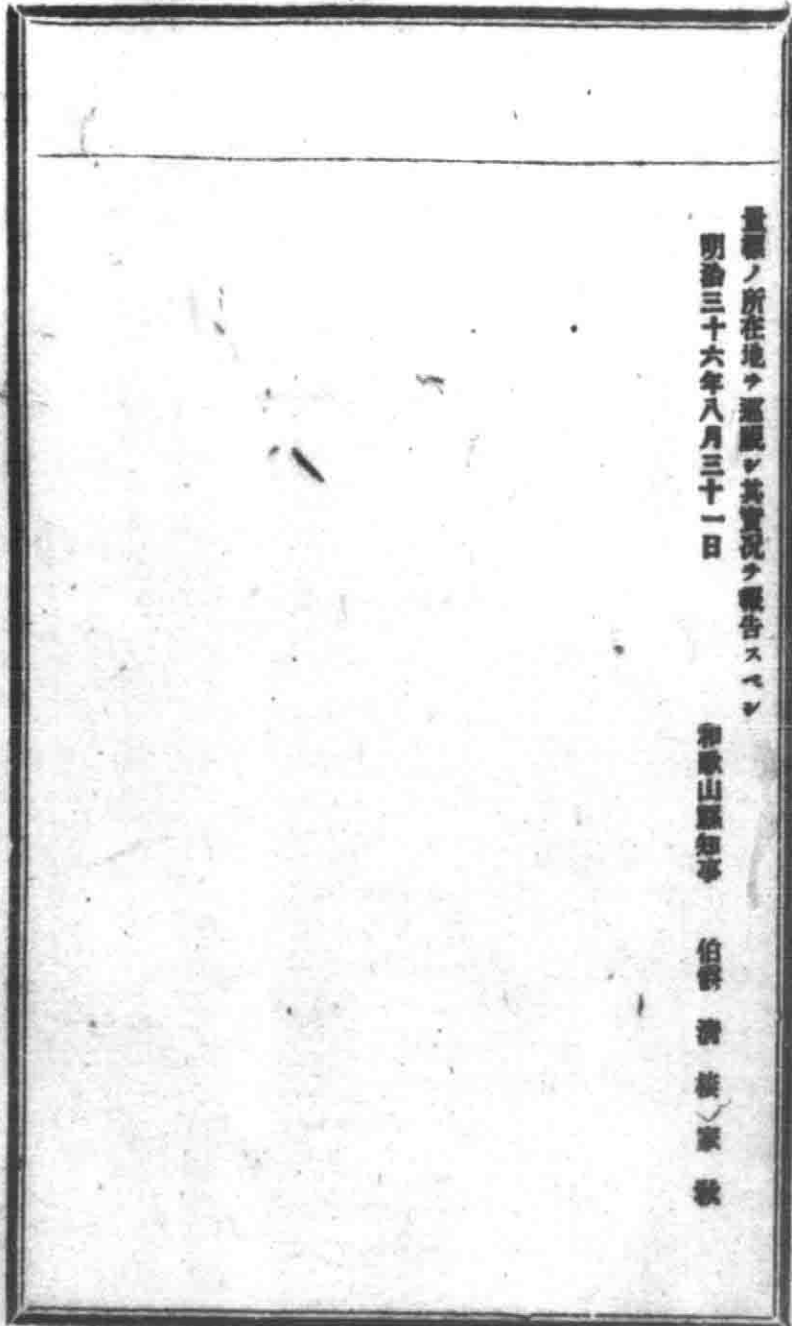 量標ノ所在地ヲ巡視シ其實況ヲ報告スベシ
明治三十六年八月三十一日　和歌山縣知事　伯爵　清棲家敎